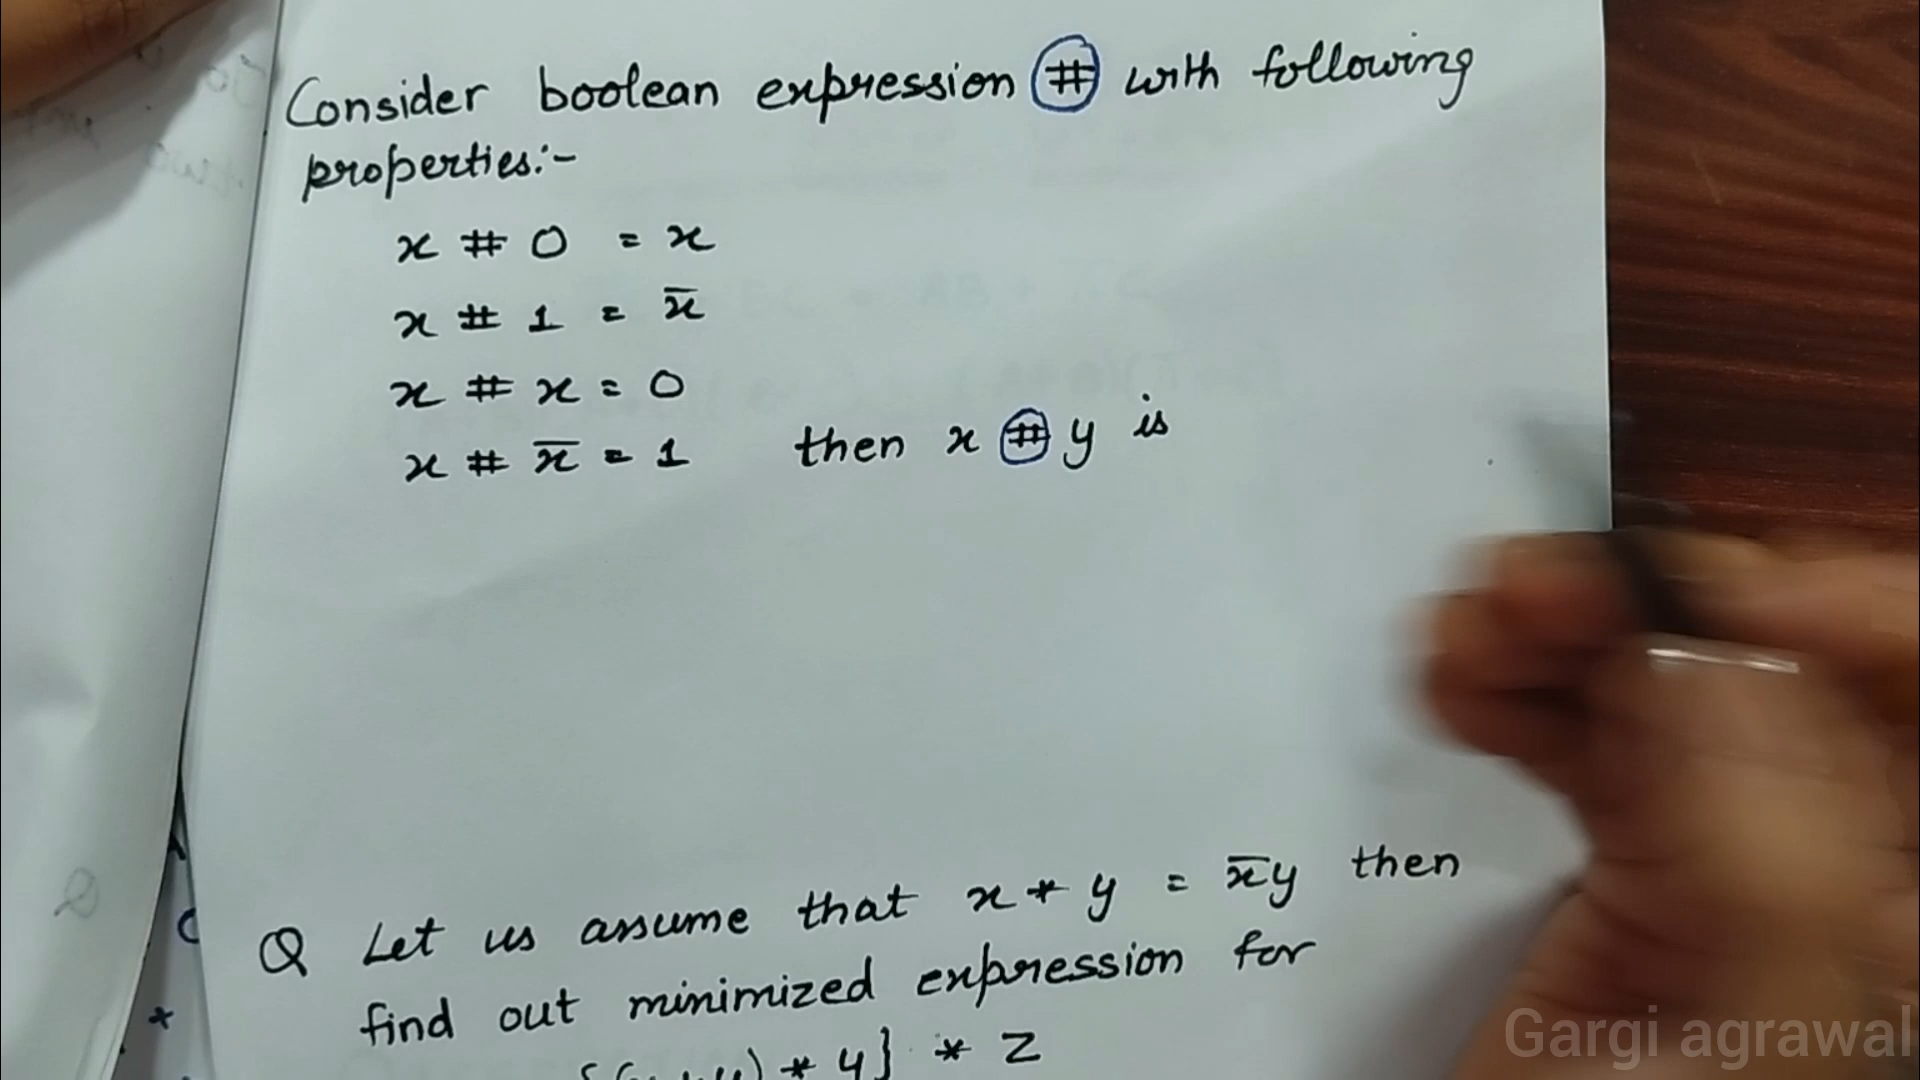 Consider boolean expression # with following
properties:-
x # 0 = x
x # 1 = x̅
x # x = 0
x # x̅ = 1 then x # y is
Q Let us assume that x * y = x̅y then
find out minimized expression for
* y} * z
Gargi agrawal